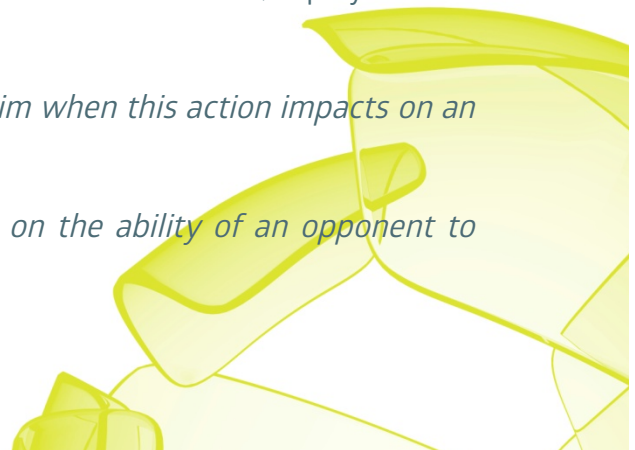 im when this action impacts on an
on the ability of an opponent to